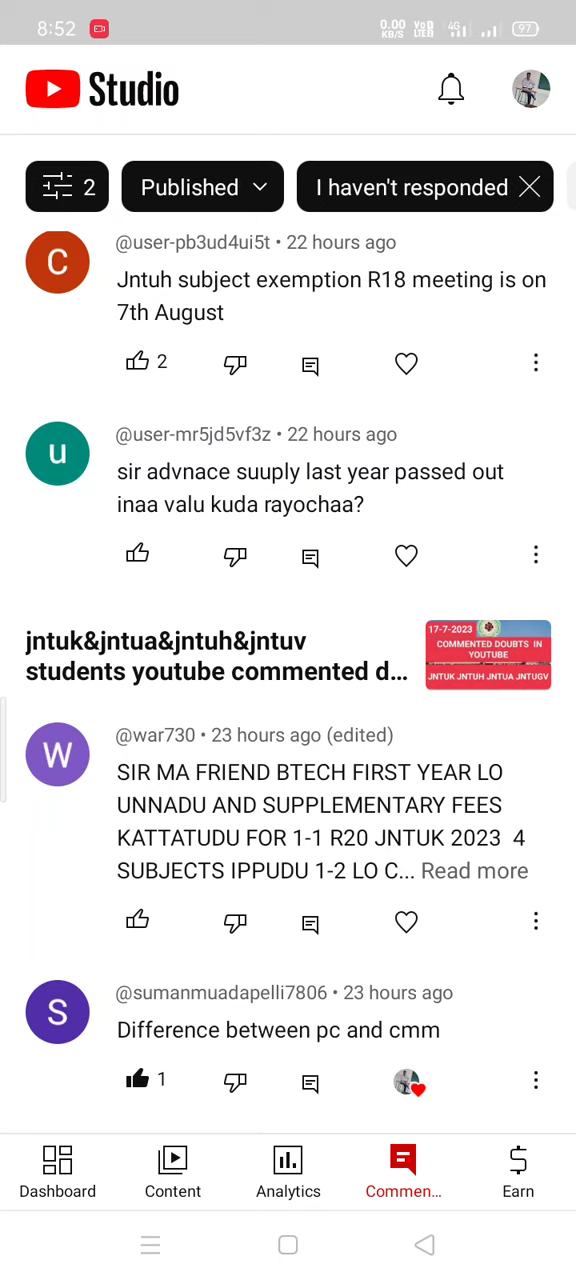 8:52
0.00 KB/S
VoD LTEB
4G
97
Studio
2
Published
I haven't responded
C
@user-pb3ud4ui5t • 22 hours ago
Jntuh subject exemption R18 meeting is on
7th August
2
u
@user-mr5jd5vf3z • 22 hours ago
sir advnace suuply last year passed out
inaa valu kuda rayochaa?
jntuk&jntua&jntuh&jntuv
students youtube commented d...
17-7-2023
COMMENTED DOUBTS IN
YOUTUBE
JNTUK JNTUH JNTUA JNTUGV
W
@war730 • 23 hours ago (edited)
SIR MA FRIEND BTECH FIRST YEAR LO
UNNADU AND SUPPLEMENTARY FEES
KATTATUDU FOR 1-1 R20 JNTUK 2023 4
SUBJECTS IPPUDU 1-2 LO C... Read more
S
@sumanmuadapelli7806 • 23 hours ago
Difference between pc and cmm
1
Dashboard
Content
Analytics
Commen...
Earn